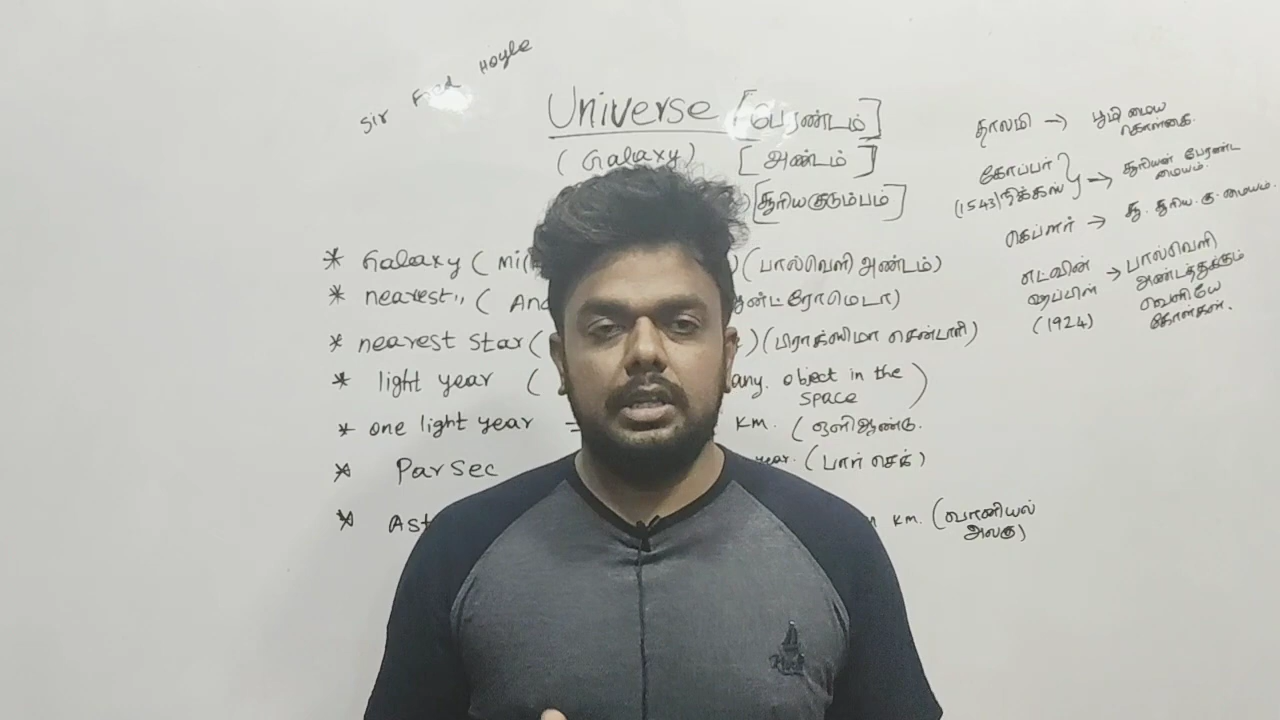 Sir Fred Hoyle
Universe [பேரண்டம்]
(Galaxy) [அண்டம்]
) [சூரியகுடும்பம்]
* Galaxy ( Mil ) (பால்வெளி அண்டம்)
* nearest,, ( And ஆன்ட்ரோமெடா)
* nearest Star ( ) (பிராக்ஸிமா சென்டாரி)
* light year ( any. object in the space )
* one light year = km. ( ஒளி ஆண்டு.
* Parsec year. ( பார் செக் )
* Ast n km. (வானியல் அலகு)
தாலமி → பூமி மைய கொள்கை.
கோப்பர்
(1543) நிக்கஸ் } → சூரியன் பேரண்ட மையம்.
கெப்ளர் → சூ. சூரிய. கு. மையம்.
எட்வின் → பால்வெளி
ஹப்பிள் அண்டத்துக்கும்
(1924) வெளியே
கோள்கள்.